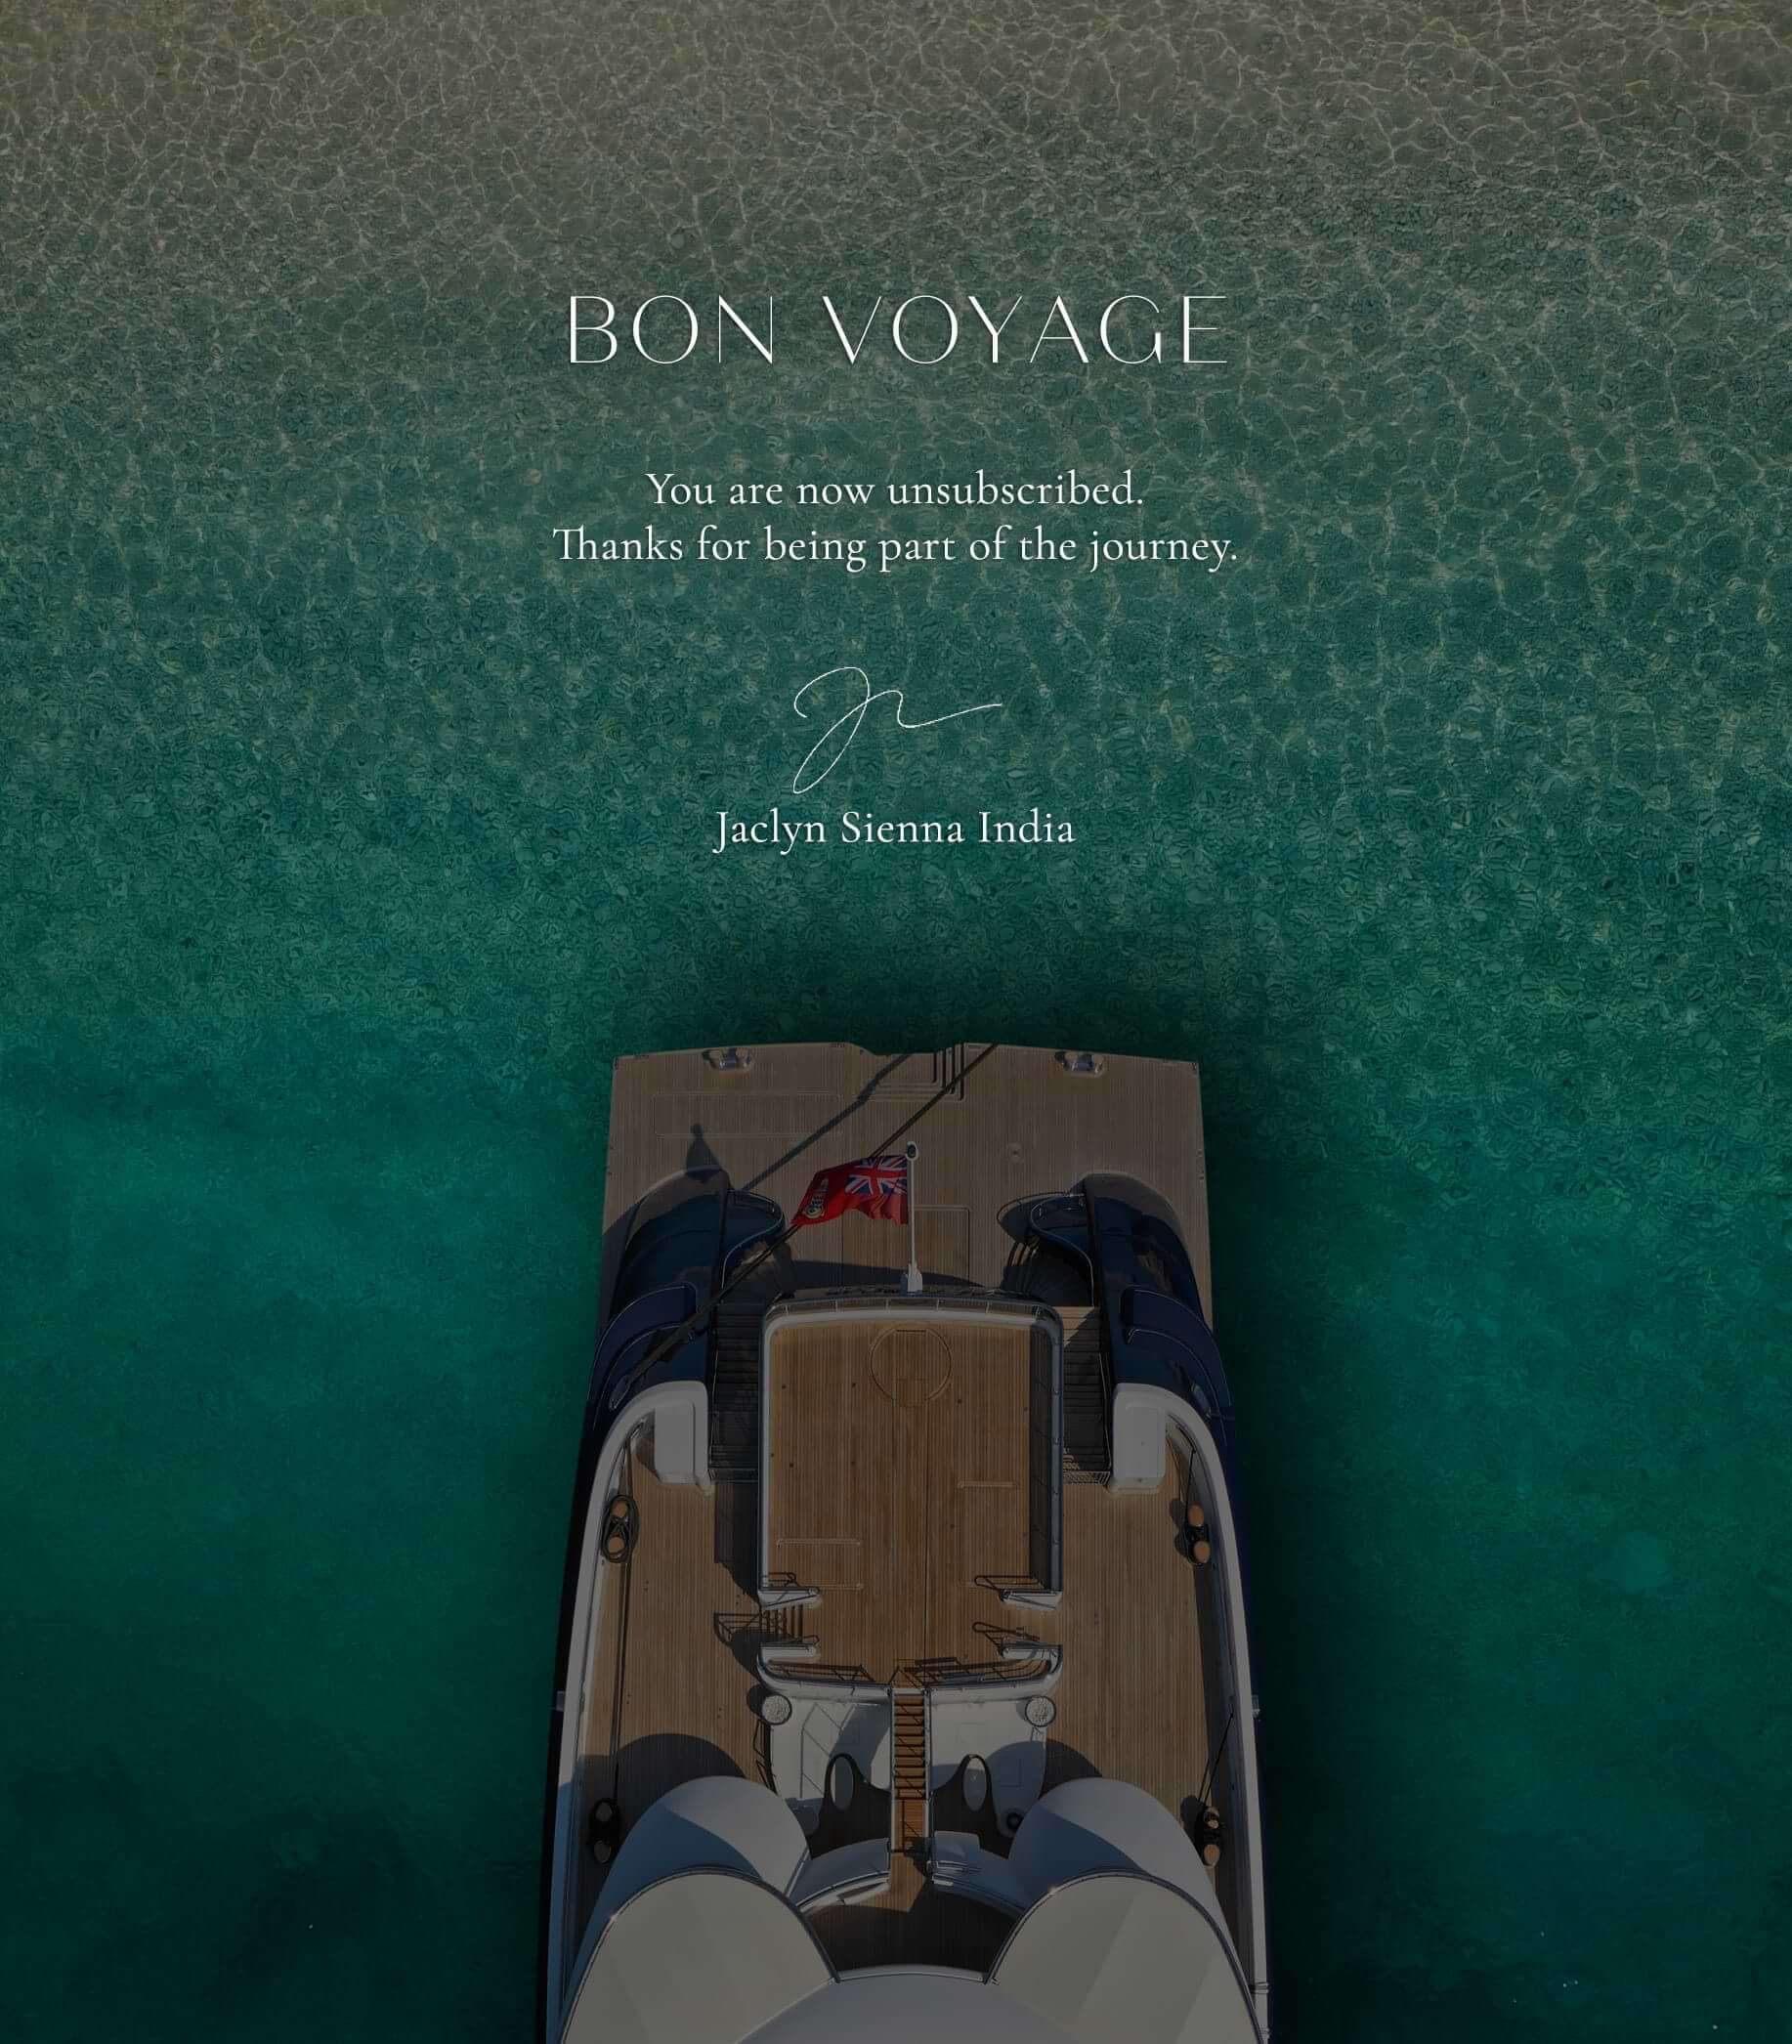 BON VOYAGE
You are now unsubscribed.
Thanks for being part of the journey.
Jaclyn Sienna India